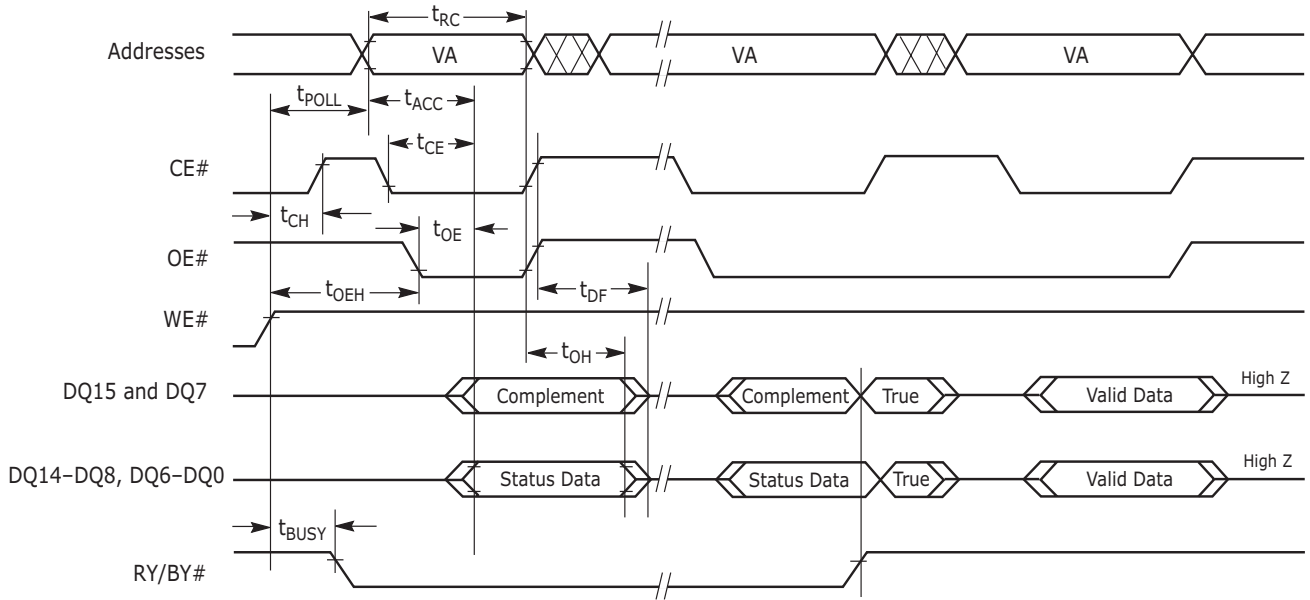 tRC
Addresses VA VA VA
tPOLL tACC
tCE
CE#
tCH tOE
OE#
tOEH tDF
WE#
tOH
DQ15 and DQ7 Complement Complement True Valid Data High Z
DQ14–DQ8, DQ6–DQ0 Status Data Status Data True Valid Data High Z
tBUSY
RY/BY#